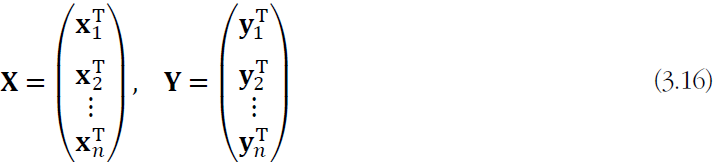 𝐗 = (𝐱₁ᵀ 𝐱₂ᵀ ⋮ 𝐱ₙᵀ), 𝐘 = (𝐲₁ᵀ 𝐲₂ᵀ ⋮ 𝐲ₙᵀ) (3.16)